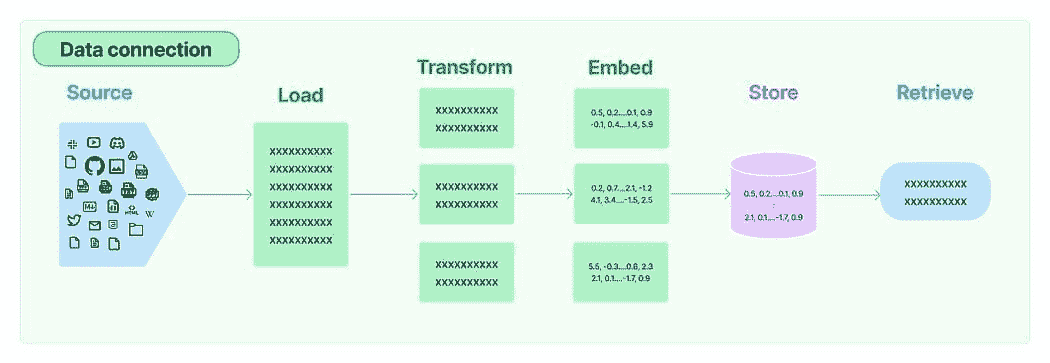 Data connection
Source
Load
Transform
Embed
Store
Retrieve
XXXXXXXXXX
XXXXXXXXXX
XXXXXXXXXX
XXXXXXXXXX
XXXXXXXXXX
XXXXXXXXXX
XXXXXXXXXX
XXXXXXXXXX
XXXXXXXXXX
XXXXXXXXXX
XXXXXXXXXX
XXXXXXXXXX
0.5, 0.2....0.1, 0.9
-0.1, 0.4....1.4, 5.9
0.2, 0.7....2.1, -1.2
4.1, 3.4....-1.5, 2.5
5.5, -0.3....0.8, 2.3
2.1, 0.1....-1.7, 0.9
0.5, 0.2....0.1, 0.9
:
2.1, 0.1....-1.7, 0.9
XXXXXXXXXX
XXXXXXXXXX